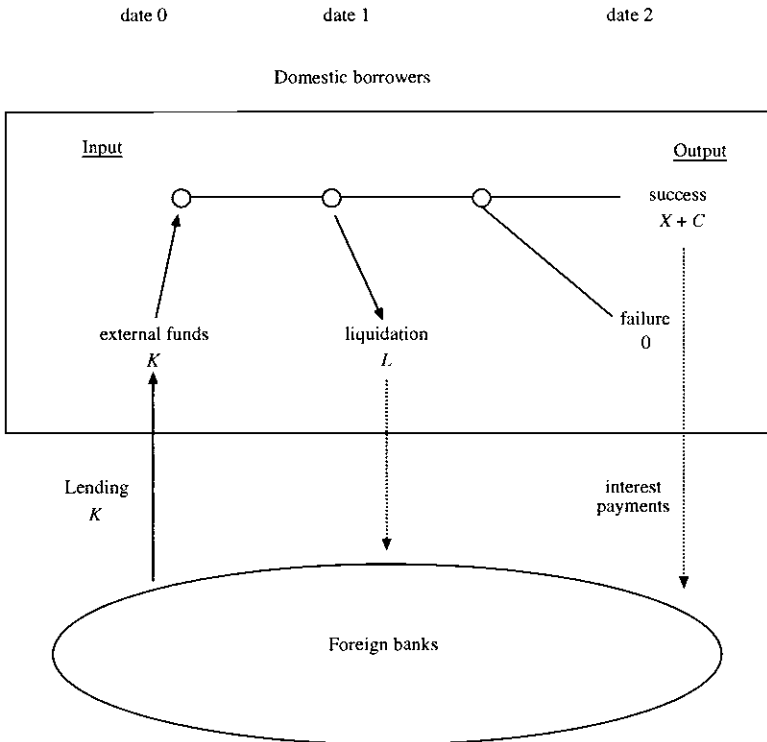 date 0 date 1 date 2
Domestic borrowers
Input Output
success
X + C
external funds liquidation failure
K L 0
Lending interest
K payments
Foreign banks